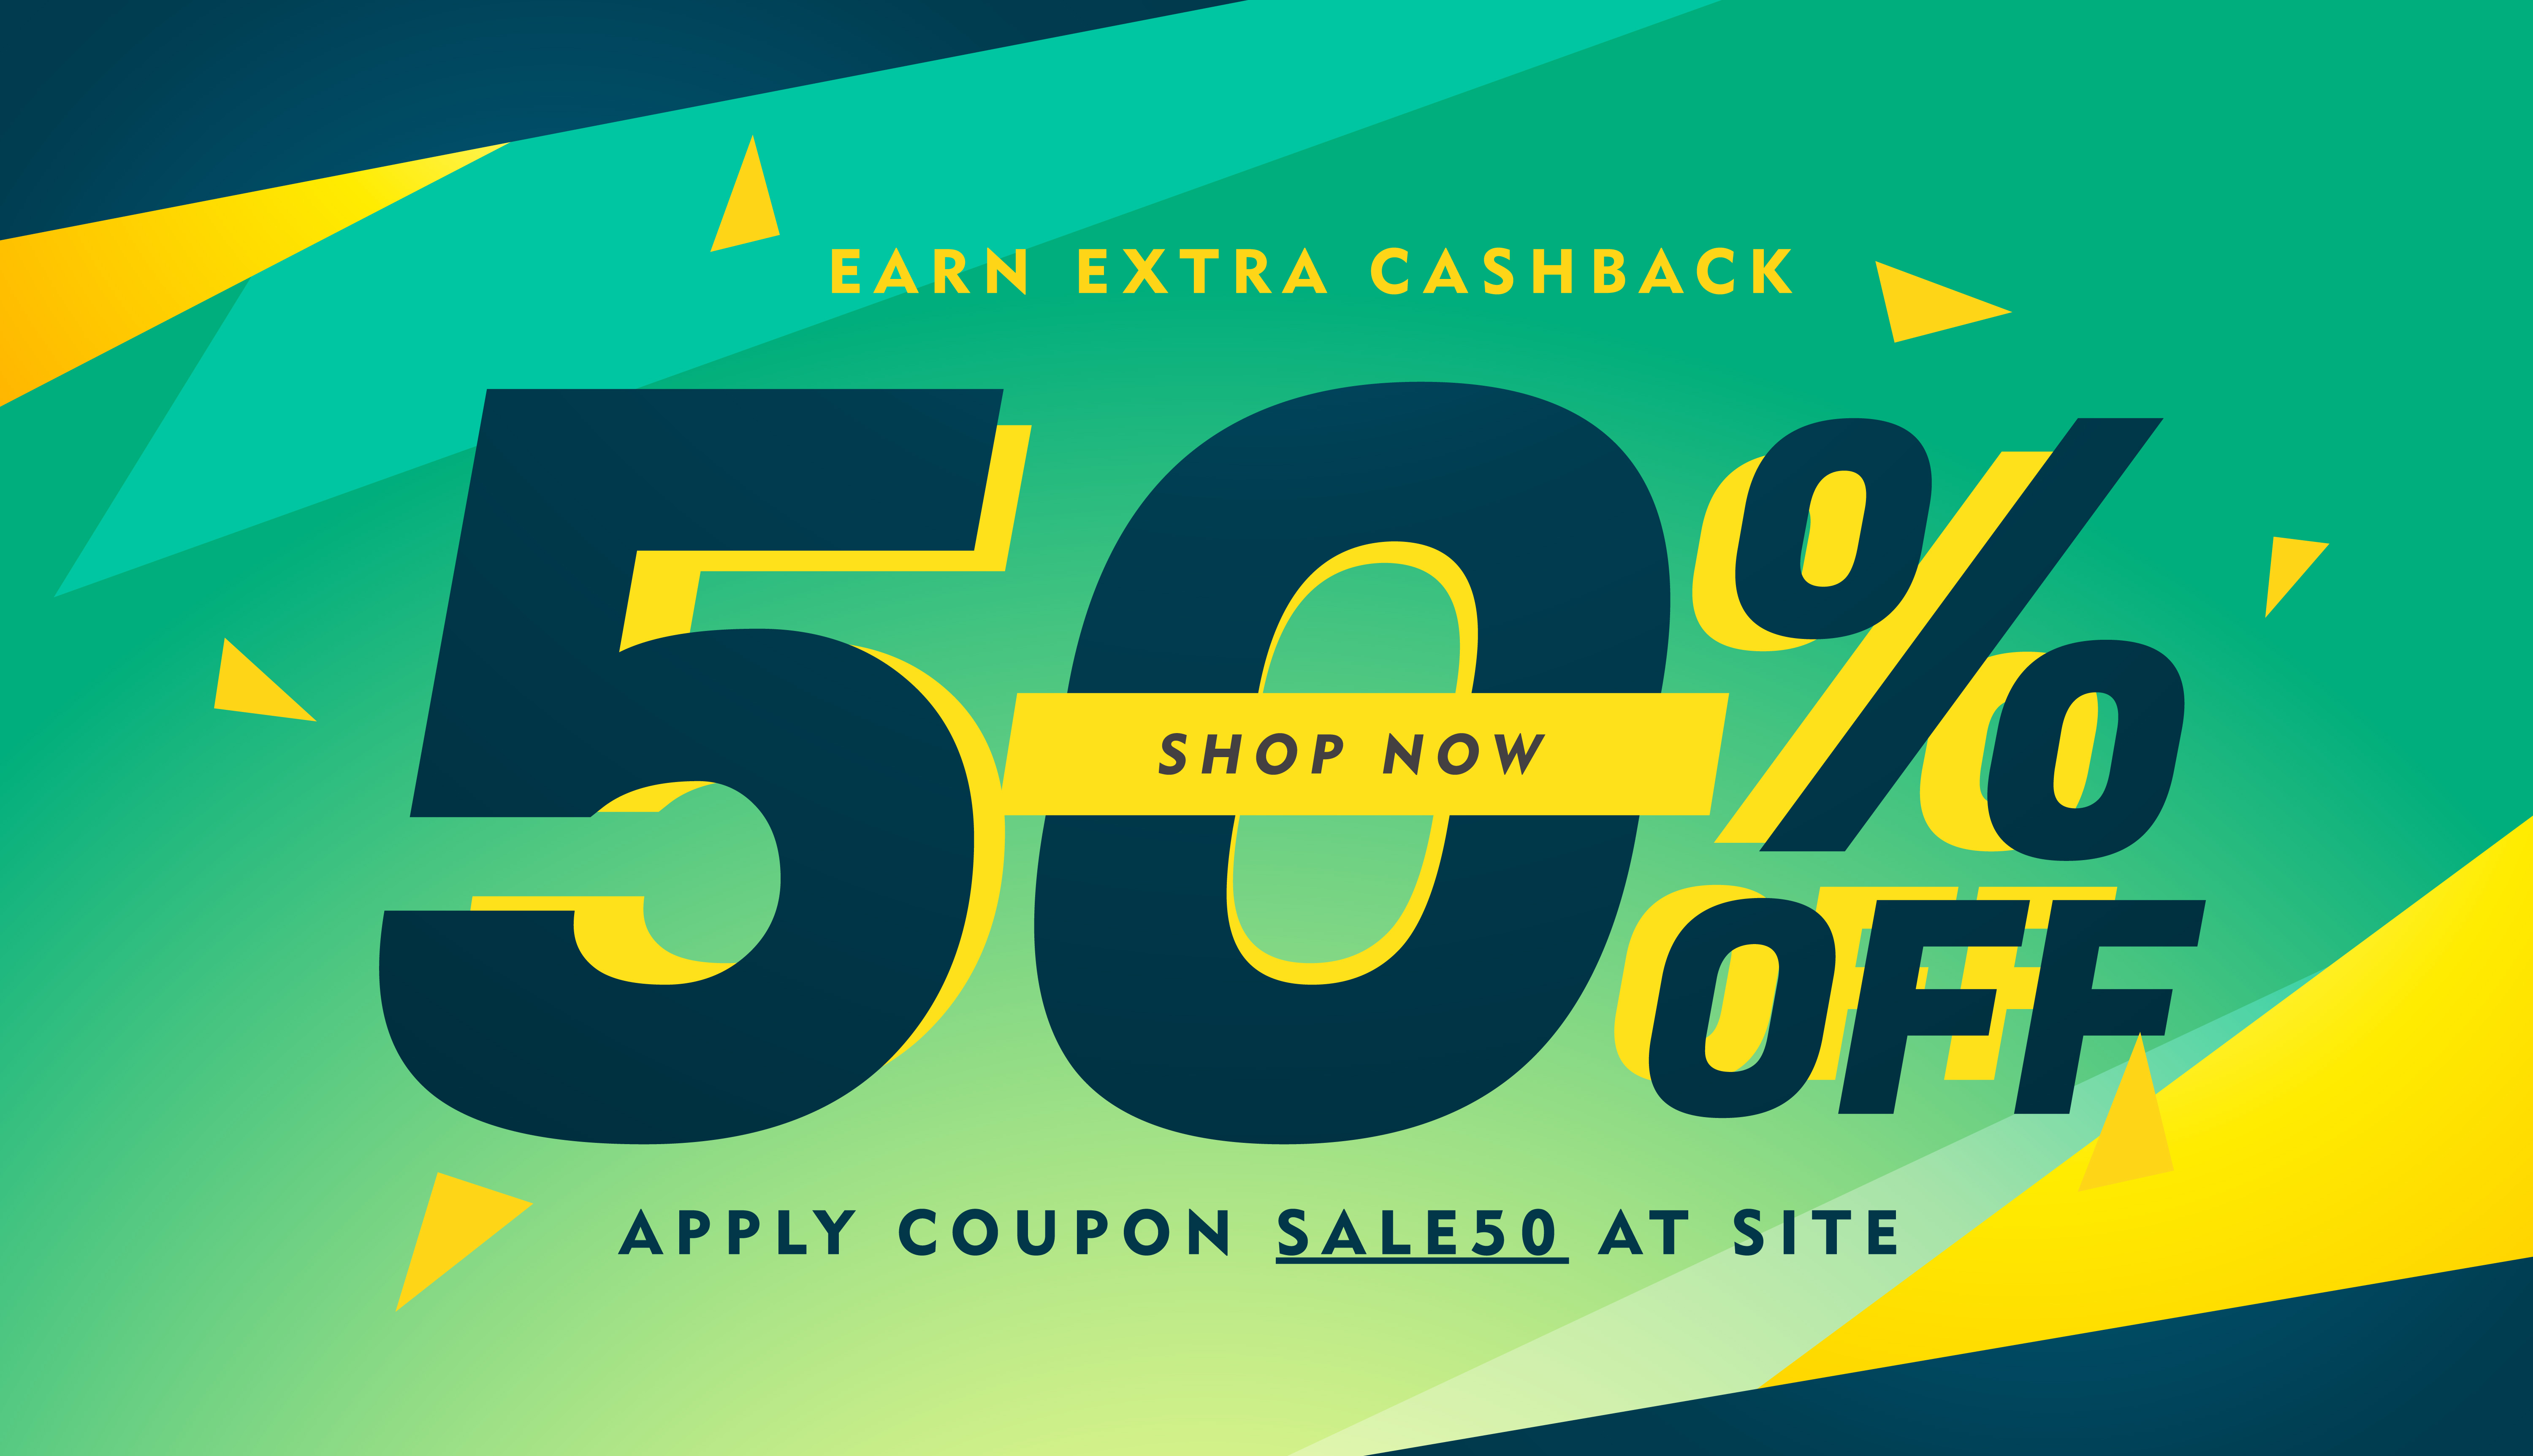 EARN EXTRA CASHBACK
50%
SHOP NOW
OFF
APPLY COUPON SALE50 AT SITE